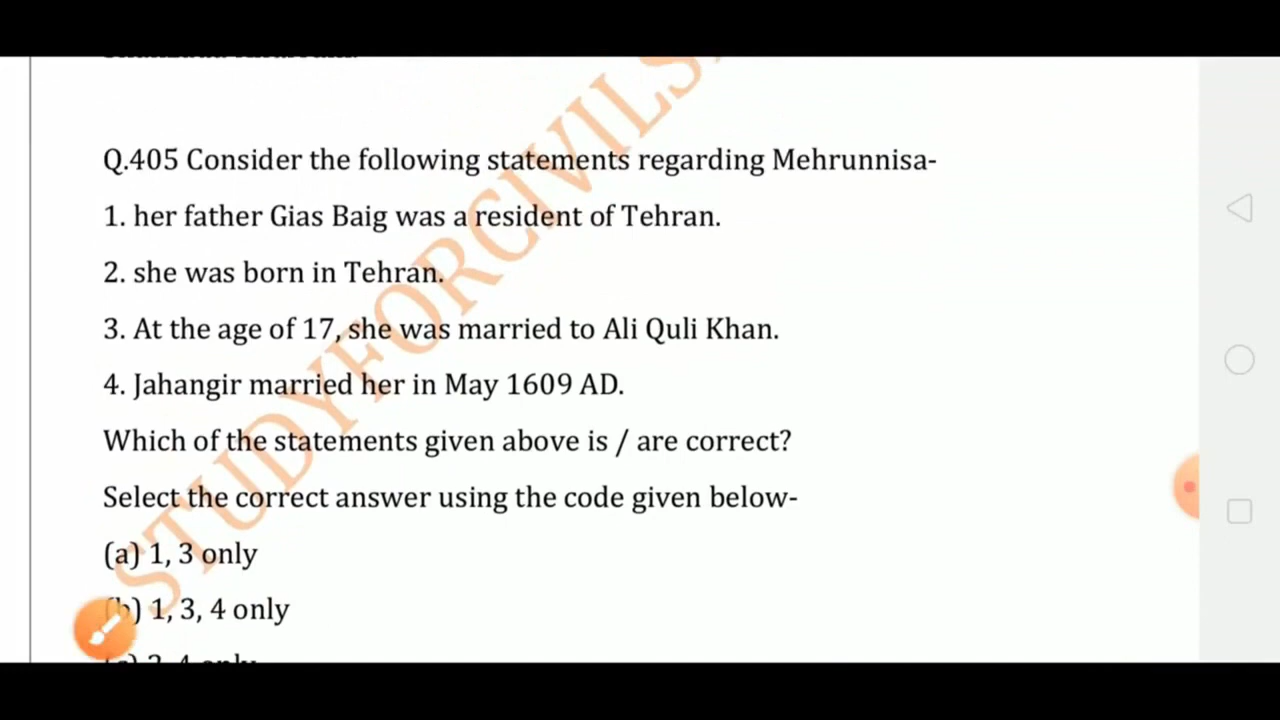 Q.405 Consider the following statements regarding Mehrunnisa-
1. her father Gias Baig was a resident of Tehran.
2. she was born in Tehran.
3. At the age of 17, she was married to Ali Quli Khan.
4. Jahangir married her in May 1609 AD.
Which of the statements given above is / are correct?
Select the correct answer using the code given below-
(a) 1, 3 only
(b) 1, 3, 4 only
STUDYFORCIVILS